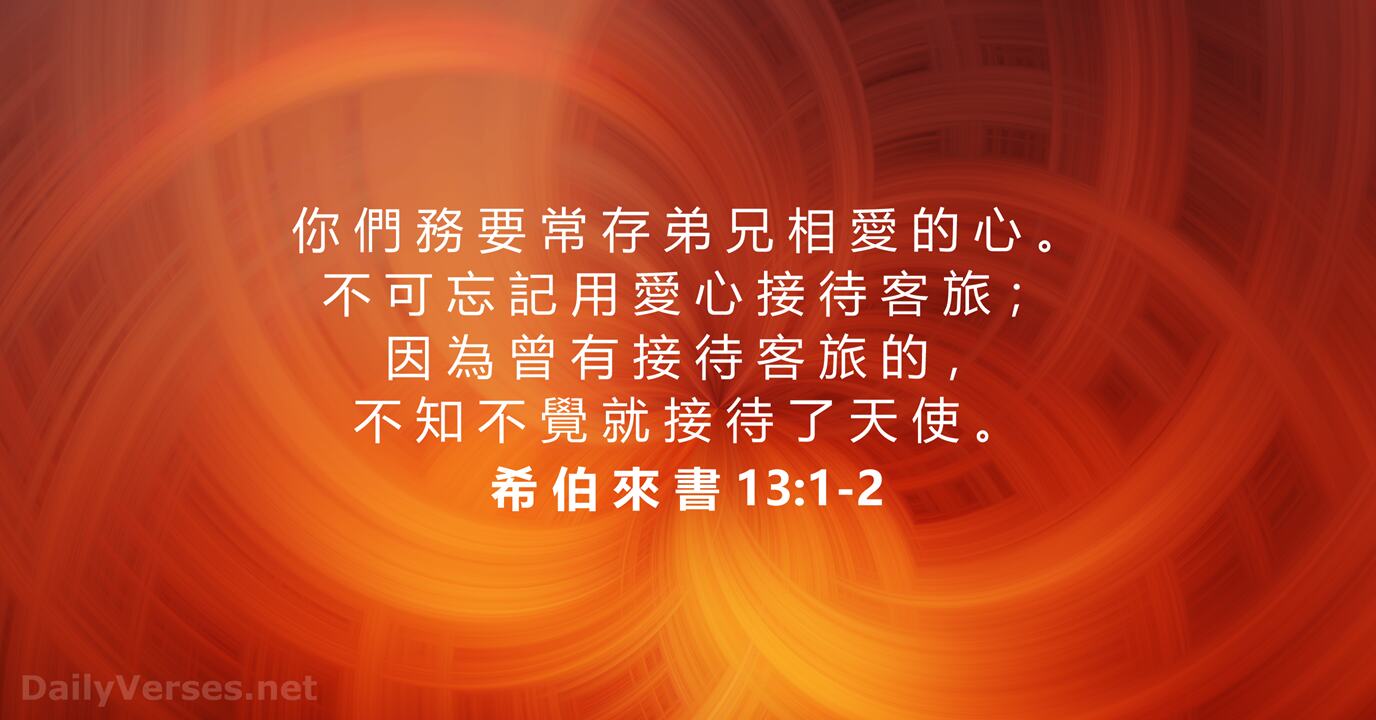 你們務要常存弟兄相愛的心。
不可忘記用愛心接待客旅；
因為曾有接待客旅的，
不知不覺就接待了天使。
希伯來書 13:1-2
DailyVerses.net